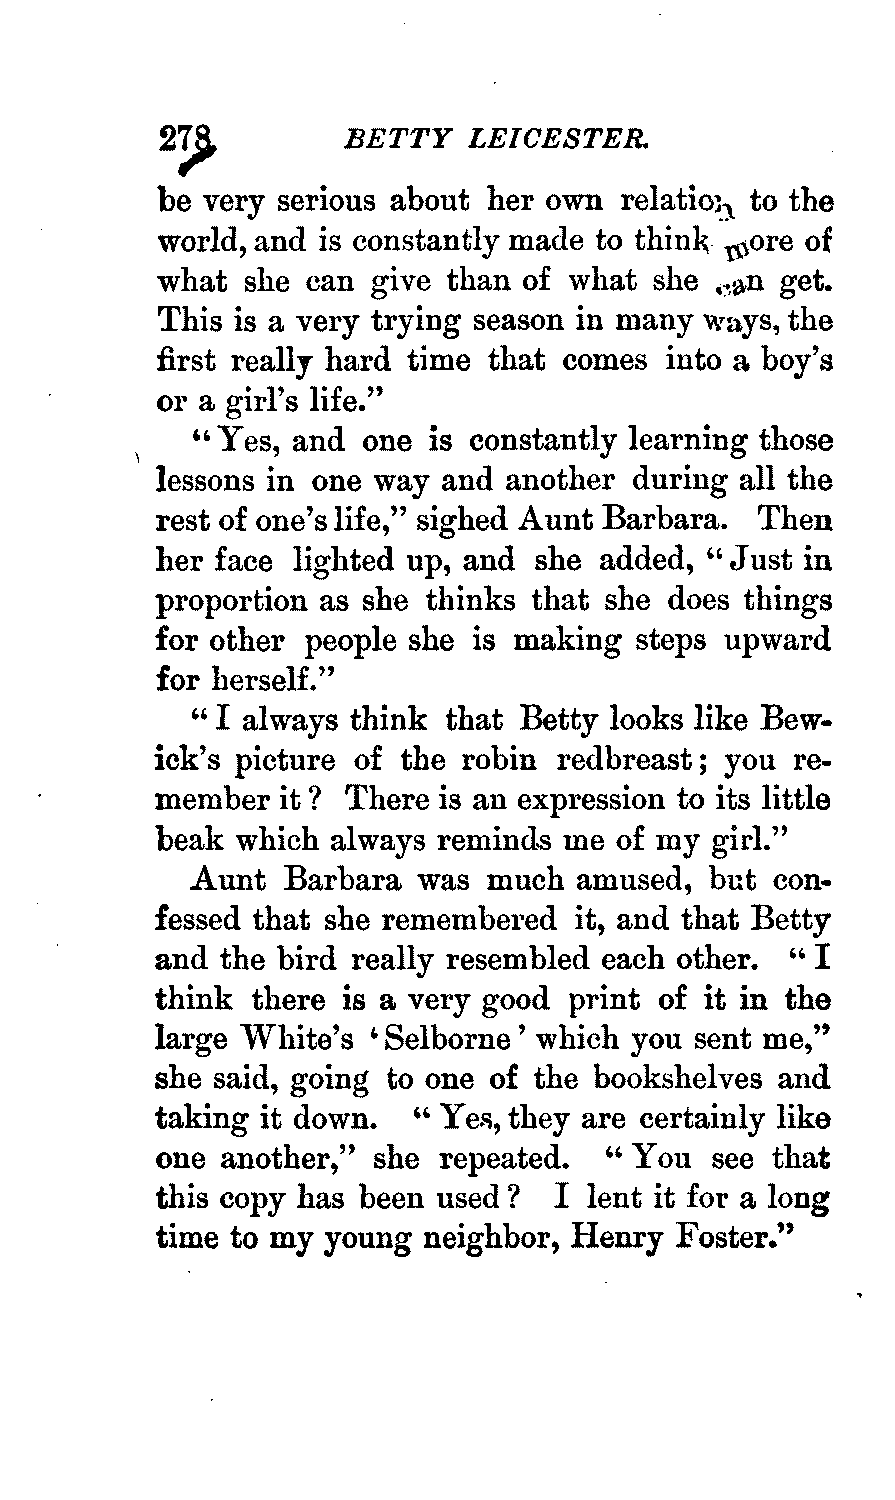 278 BETTY LEICESTER.
be very serious about her own relation to the
world, and is constantly made to think more of
what she can give than of what she can get.
This is a very trying season in many ways, the
first really hard time that comes into a boy's
or a girl's life."
"Yes, and one is constantly learning those
lessons in one way and another during all the
rest of one's life," sighed Aunt Barbara. Then
her face lighted up, and she added, "Just in
proportion as she thinks that she does things
for other people she is making steps upward
for herself."
"I always think that Betty looks like Bew-
ick's picture of the robin redbreast; you re-
member it? There is an expression to its little
beak which always reminds me of my girl."
Aunt Barbara was much amused, but con-
fessed that she remembered it, and that Betty
and the bird really resembled each other. "I
think there is a very good print of it in the
large White's 'Selborne' which you sent me,"
she said, going to one of the bookshelves and
taking it down. "Yes, they are certainly like
one another," she repeated. "You see that
this copy has been used? I lent it for a long
time to my young neighbor, Henry Foster."